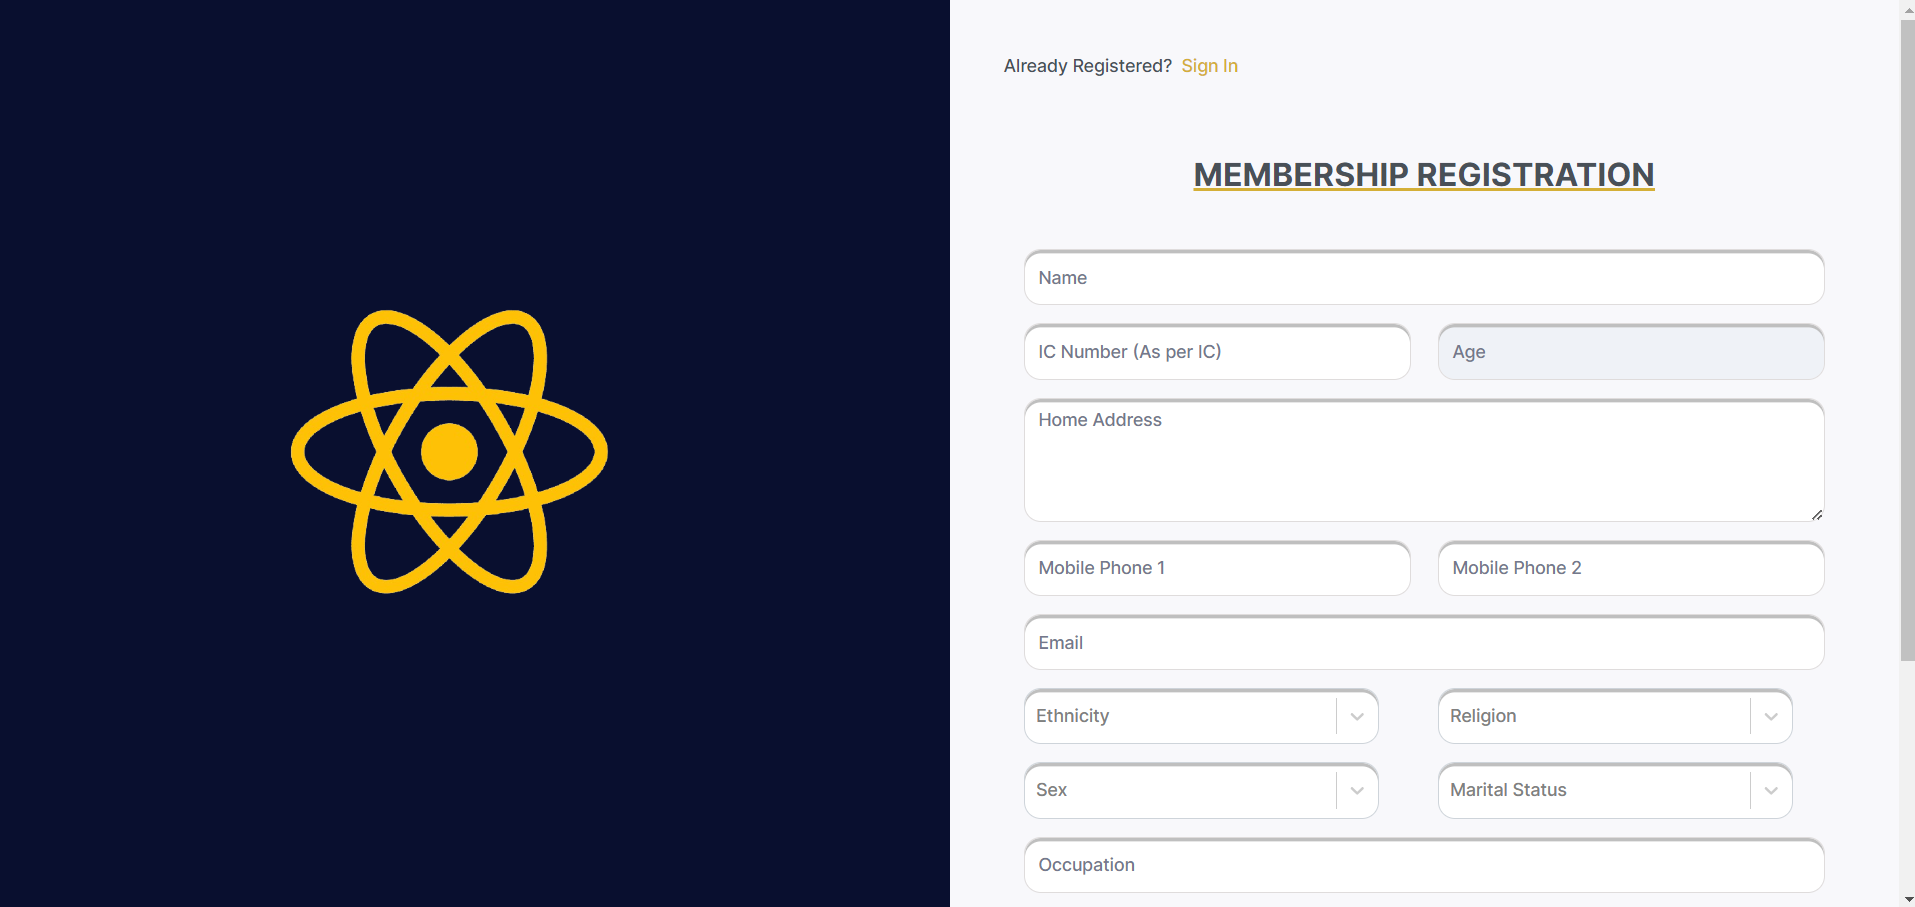 Already Registered? Sign In
MEMBERSHIP REGISTRATION
Name
IC Number (As per IC) Age
Home Address
Mobile Phone 1 Mobile Phone 2
Email
Ethnicity Religion
Sex Marital Status
Occupation